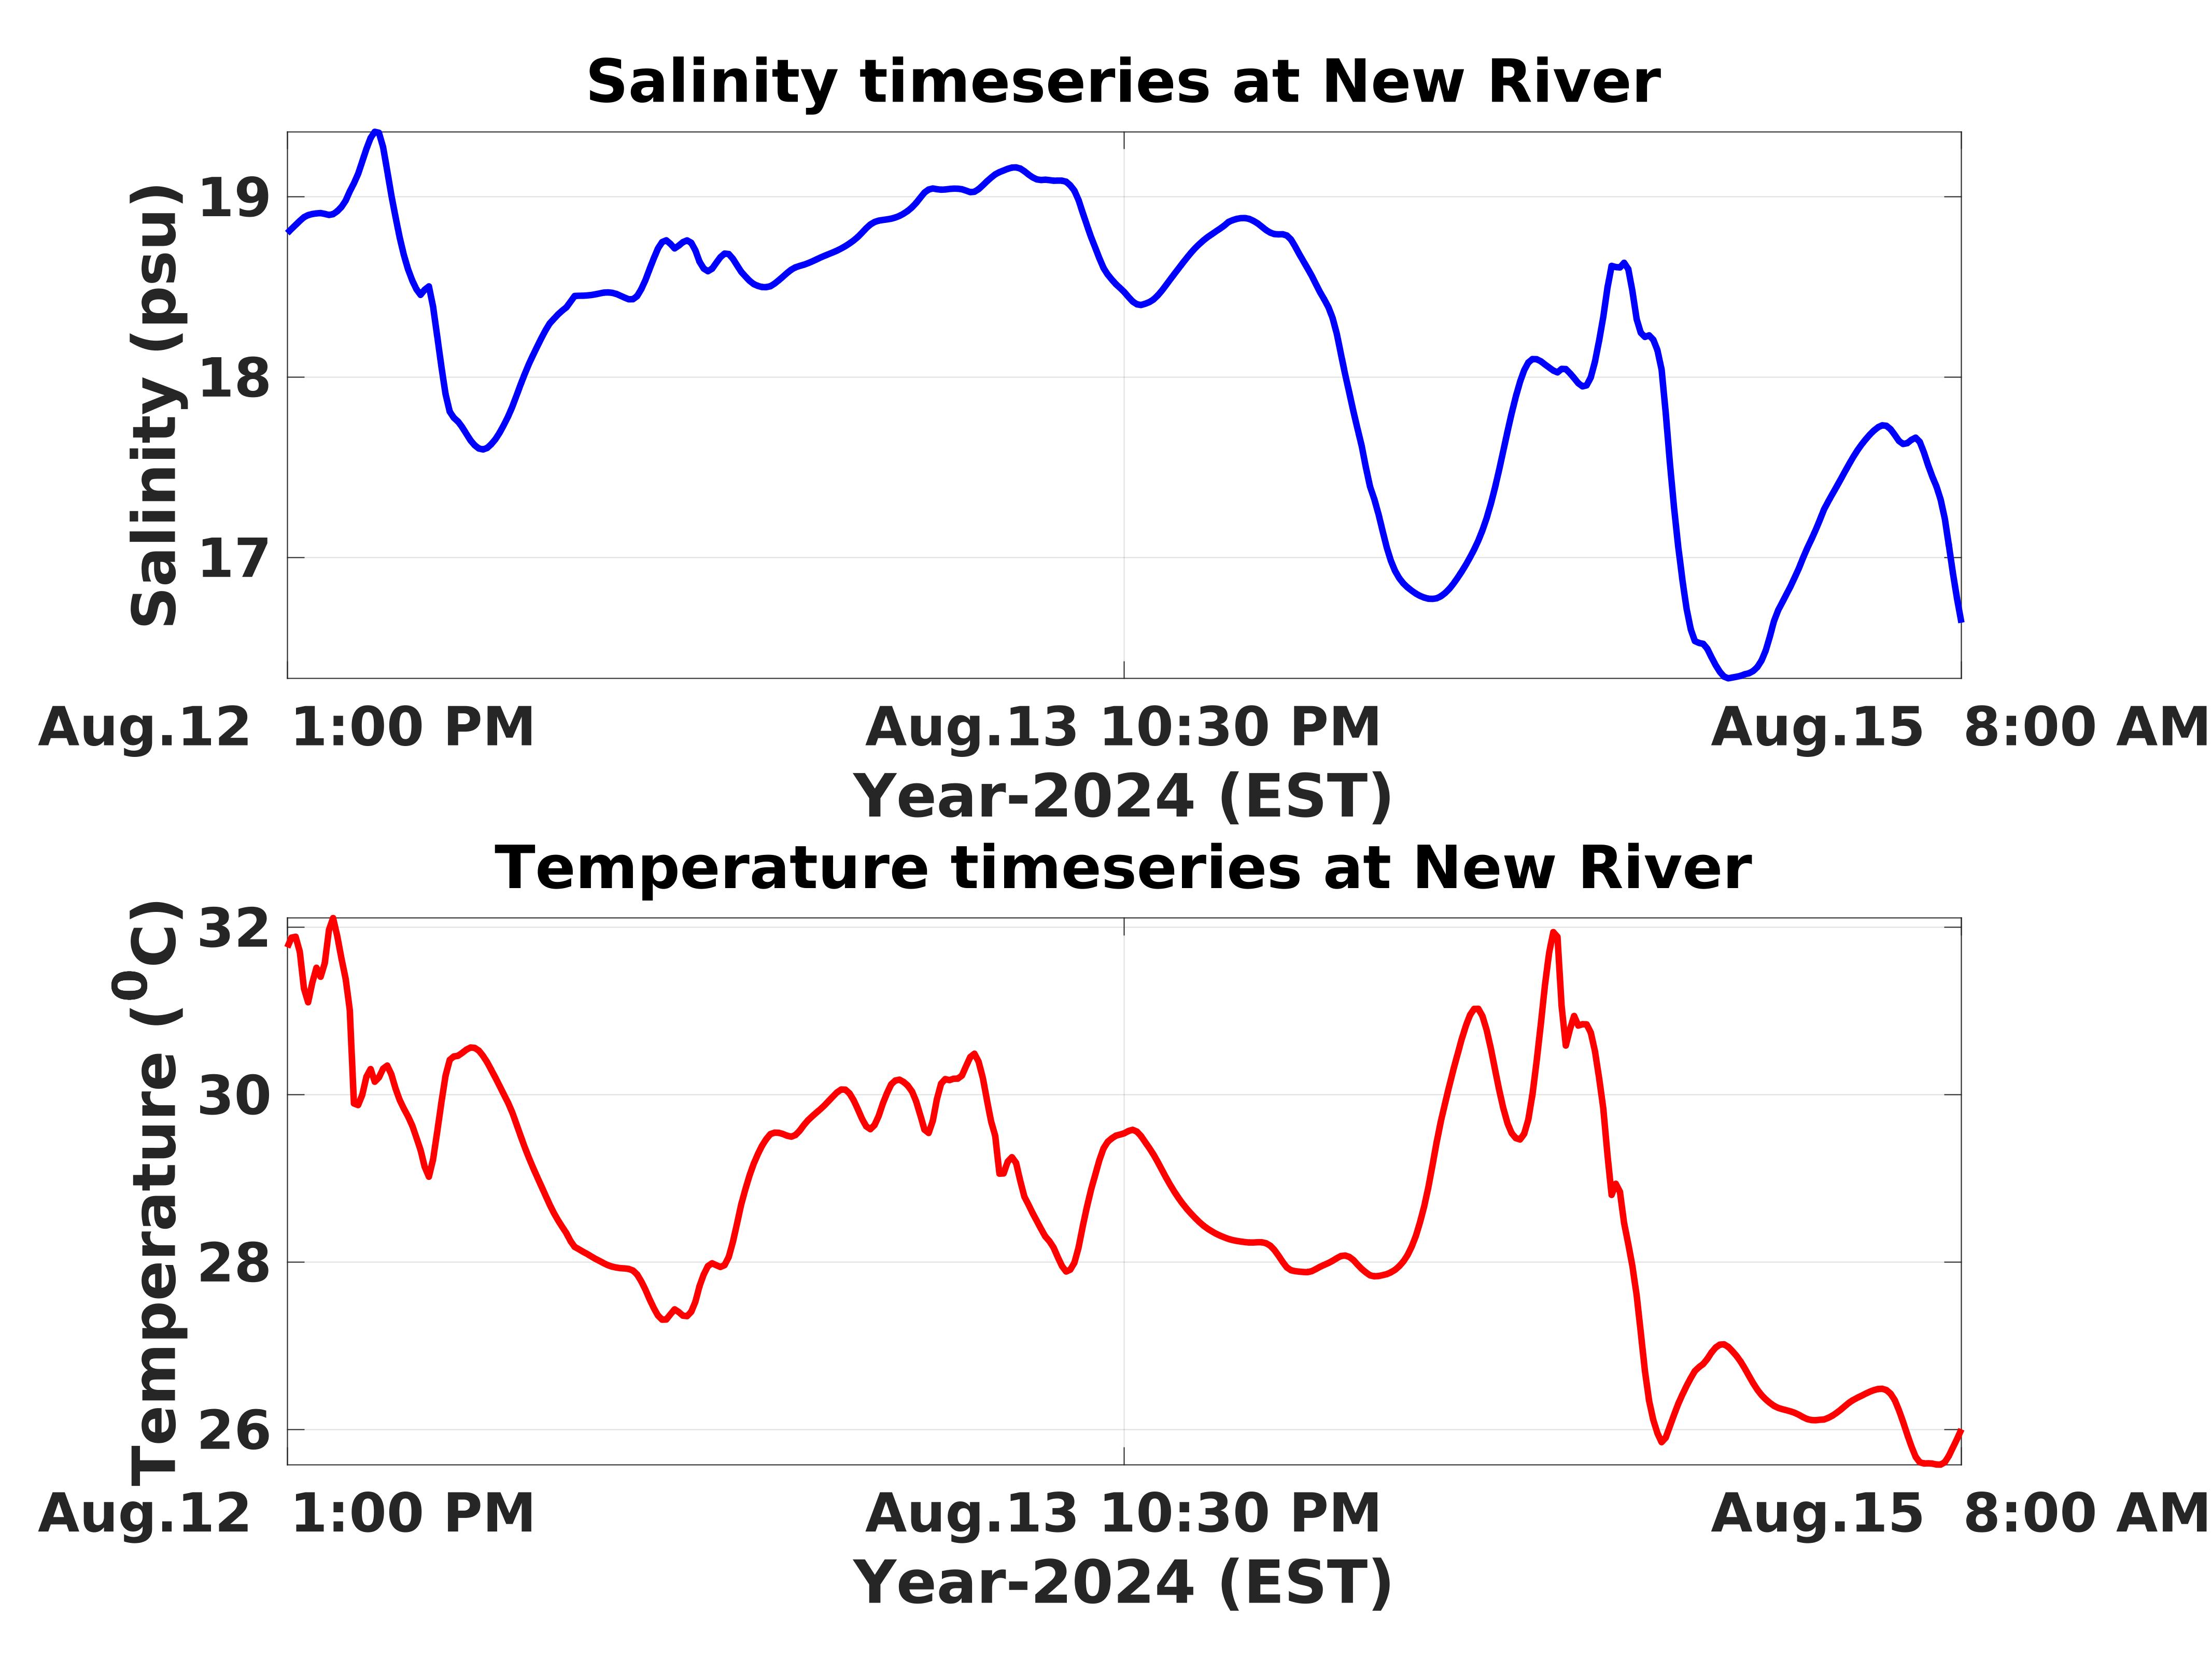 Salinity timeseries at New River
Salinity (psu)
19
18
17
Aug.12 1:00 PM
Aug.13 10:30 PM
Aug.15 8:00 AM
Year-2024 (EST)
Temperature timeseries at New River
Temperature (⁰C)
32
30
28
26
Aug.12 1:00 PM
Aug.13 10:30 PM
Aug.15 8:00 AM
Year-2024 (EST)